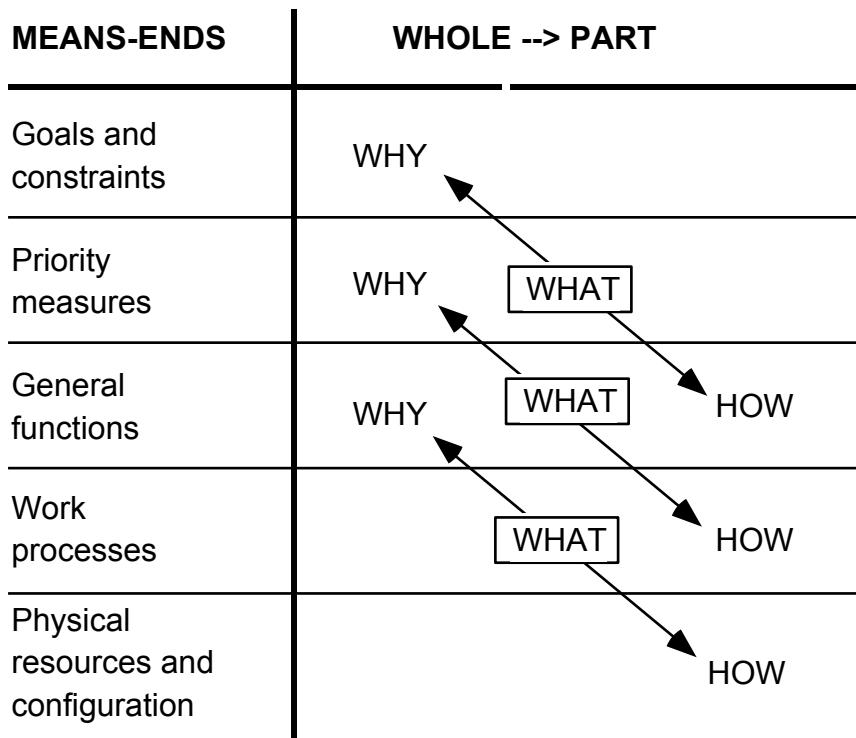 MEANS-ENDS WHOLE --> PART
Goals and
constraints
WHY
Priority
measures
WHY WHAT
General
functions
WHY WHAT HOW
Work
processes
WHAT HOW
Physical
resources and
configuration
HOW